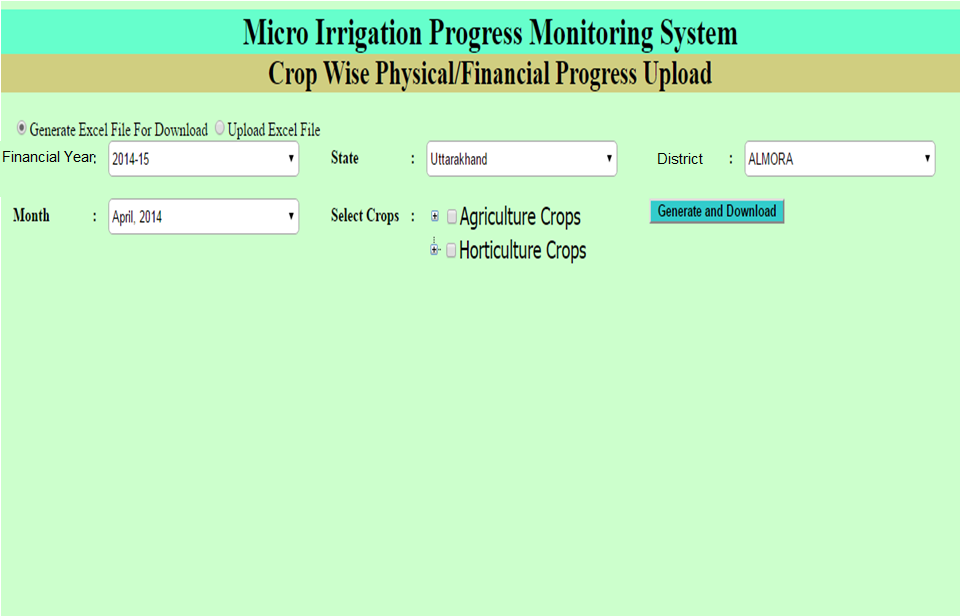 Micro Irrigation Progress Monitoring System
Crop Wise Physical/Financial Progress Upload
Generate Excel File For Download Upload Excel File
Financial Year: 2014-15 State : Uttarakhand District : ALMORA
Month : April, 2014 Select Crops : Agriculture Crops Generate and Download
Horticulture Crops